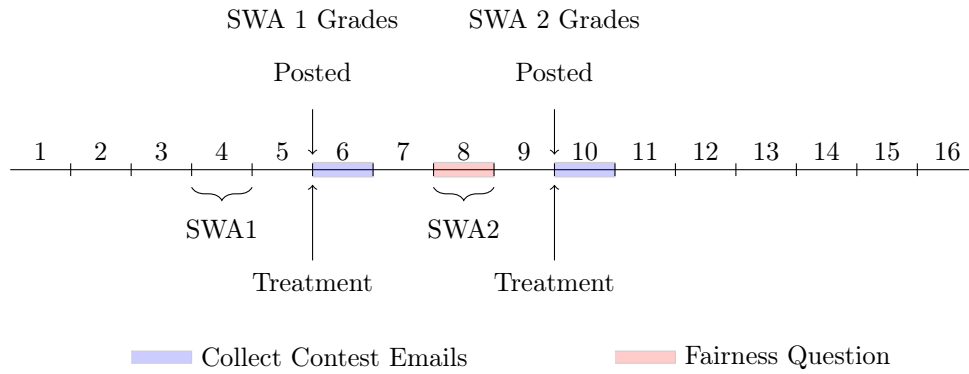 SWA 1 Grades SWA 2 Grades
Posted Posted
1 2 3 4 5 6 7 8 9 10 11 12 13 14 15 16
SWA1 SWA2
Treatment Treatment
Collect Contest Emails Fairness Question